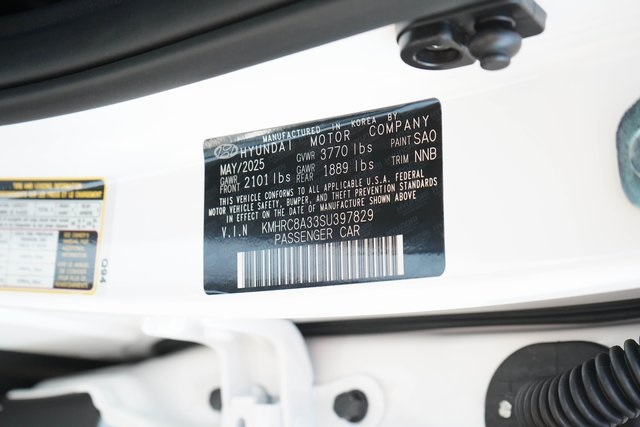 MANUFACTURED IN KOREA BY
HYUNDAI MOTOR COMPANY
MAY/2025 GVWR 3770 lbs PAINT SAO
GAWR FRONT 2101 lbs GAWR REAR 1889 lbs TRIM NNB
THIS VEHICLE CONFORMS TO ALL APPLICABLE U.S.A. FEDERAL
MOTOR VEHICLE SAFETY, BUMPER, AND THEFT PREVENTION STANDARDS
IN EFFECT ON THE DATE OF MANUFACTURE SHOWN ABOVE
V.I.N KMHRC8A33SU397829
PASSENGER CAR
G94